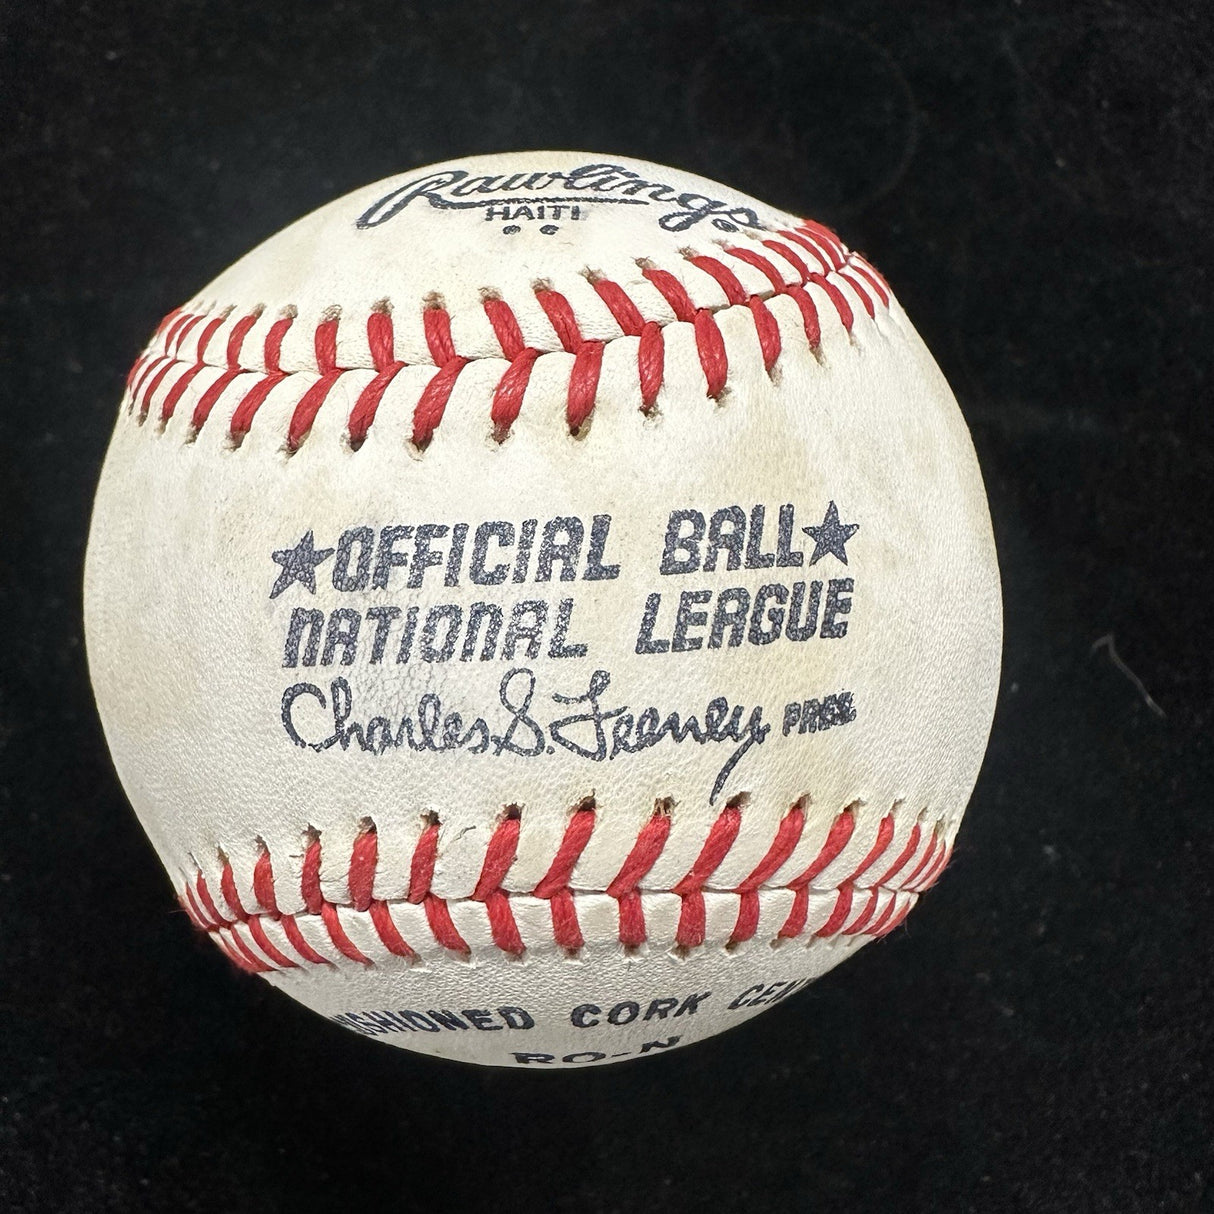 Rawlings ®
HAITI
★OFFICIAL BALL★
NATIONAL LEAGUE
Charles S. Feeney PRES.
CUSHIONED CORK CEN
RO-N